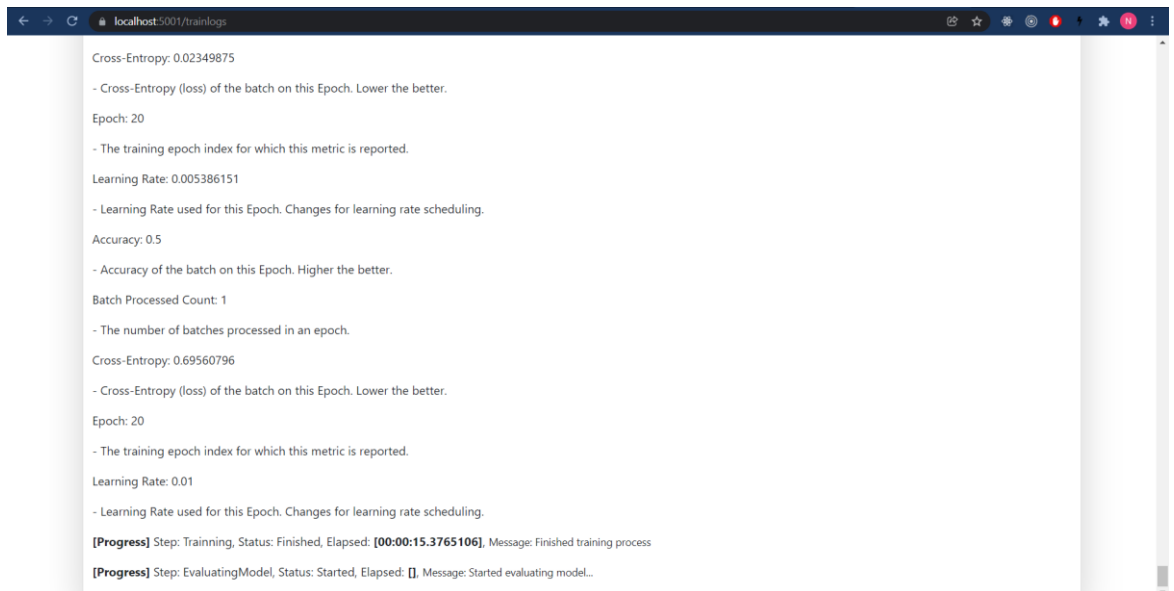 localhost:5001/trainlogs
N
Cross-Entropy: 0.02349875
- Cross-Entropy (loss) of the batch on this Epoch. Lower the better.
Epoch: 20
- The training epoch index for which this metric is reported.
Learning Rate: 0.005386151
- Learning Rate used for this Epoch. Changes for learning rate scheduling.
Accuracy: 0.5
- Accuracy of the batch on this Epoch. Higher the better.
Batch Processed Count: 1
- The number of batches processed in an epoch.
Cross-Entropy: 0.69560796
- Cross-Entropy (loss) of the batch on this Epoch. Lower the better.
Epoch: 20
- The training epoch index for which this metric is reported.
Learning Rate: 0.01
- Learning Rate used for this Epoch. Changes for learning rate scheduling.
[Progress] Step: Trainning, Status: Finished, Elapsed: [00:00:15.3765106], Message: Finished training process
[Progress] Step: EvaluatingModel, Status: Started, Elapsed: [], Message: Started evaluating model...